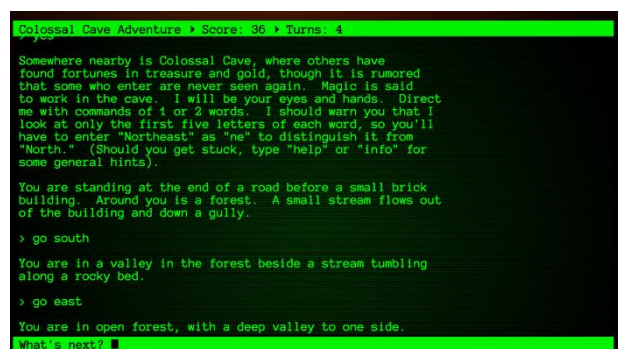 Colossal Cave Adventure ▸ Score: 36 ▸ Turns: 4
> yes
Somewhere nearby is Colossal Cave, where others have
found fortunes in treasure and gold, though it is rumored
that some who enter are never seen again.  Magic is said
to work in the cave.  I will be your eyes and hands.  Direct
me with commands of 1 or 2 words.  I should warn you that I
look at only the first five letters of each word, so you'll
have to enter "Northeast" as "ne" to distinguish it from
"North."  (Should you get stuck, type "help" or "info" for
some general hints).
You are standing at the end of a road before a small brick
building.  Around you is a forest.  A small stream flows out
of the building and down a gully.
> go south
You are in a valley in the forest beside a stream tumbling
along a rocky bed.
> go east
You are in open forest, with a deep valley to one side.
What's next?